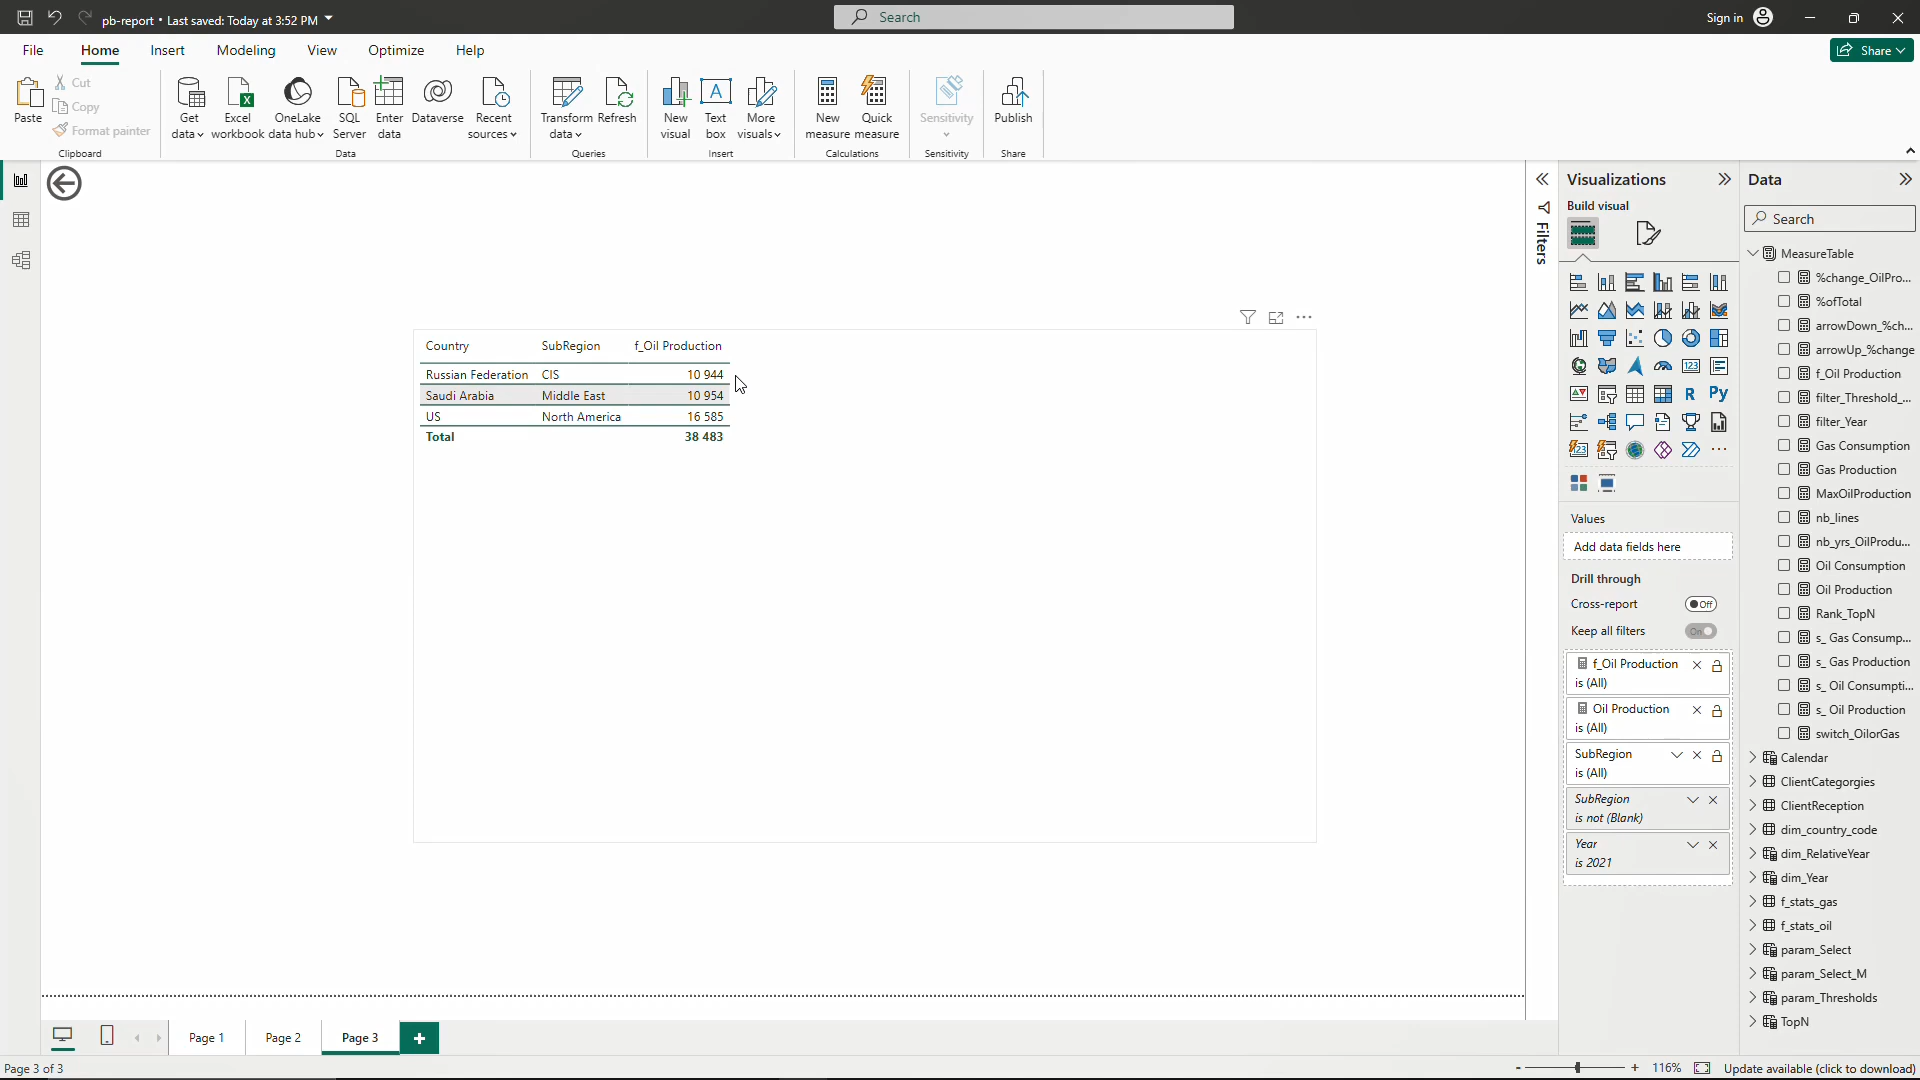 pb-report • Last saved: Today at 3:52 PM
Search
Sign in
File
Home
Insert
Modeling
View
Optimize
Help
Share
Paste
Cut
Copy
Format painter
Clipboard
Get
data
Excel
workbook
OneLake
data hub
SQL
Server
Enter
data
Dataverse
Recent
sources
Data
Transform
data
Refresh
Queries
New
visual
Text
box
More
visuals
Insert
New
measure
Quick
measure
Calculations
Sensitivity
Sensitivity
Publish
Share
Country SubRegion f_Oil Production
Russian Federation CIS 10 944
Saudi Arabia Middle East 10 954
US North America 16 585
Total 38 483
Filters
Visualizations
Build visual
123
R
Py
123
Values
Add data fields here
Drill through
Cross-report
Off
Keep all filters
On
f_Oil Production
is (All)
Oil Production
is (All)
SubRegion
is (All)
SubRegion
is not (Blank)
Year
is 2021
Data
Search
MeasureTable
%change_OilPro...
%ofTotal
arrowDown_%ch...
arrowUp_%change
f_Oil Production
filter_Threshold_...
filter_Year
Gas Consumption
Gas Production
MaxOilProduction
nb_lines
nb_yrs_OilProdu...
Oil Consumption
Oil Production
Rank_TopN
s_ Gas Consump...
s_ Gas Production
s_ Oil Consumpti...
s_ Oil Production
switch_OilorGas
Calendar
ClientCategorgies
ClientReception
dim_country_code
dim_RelativeYear
dim_Year
f_stats_gas
f_stats_oil
param_Select
param_Select_M
param_Thresholds
TopN
Page 1
Page 2
Page 3
+
Page 3 of 3
- + 116%
Update available (click to download)